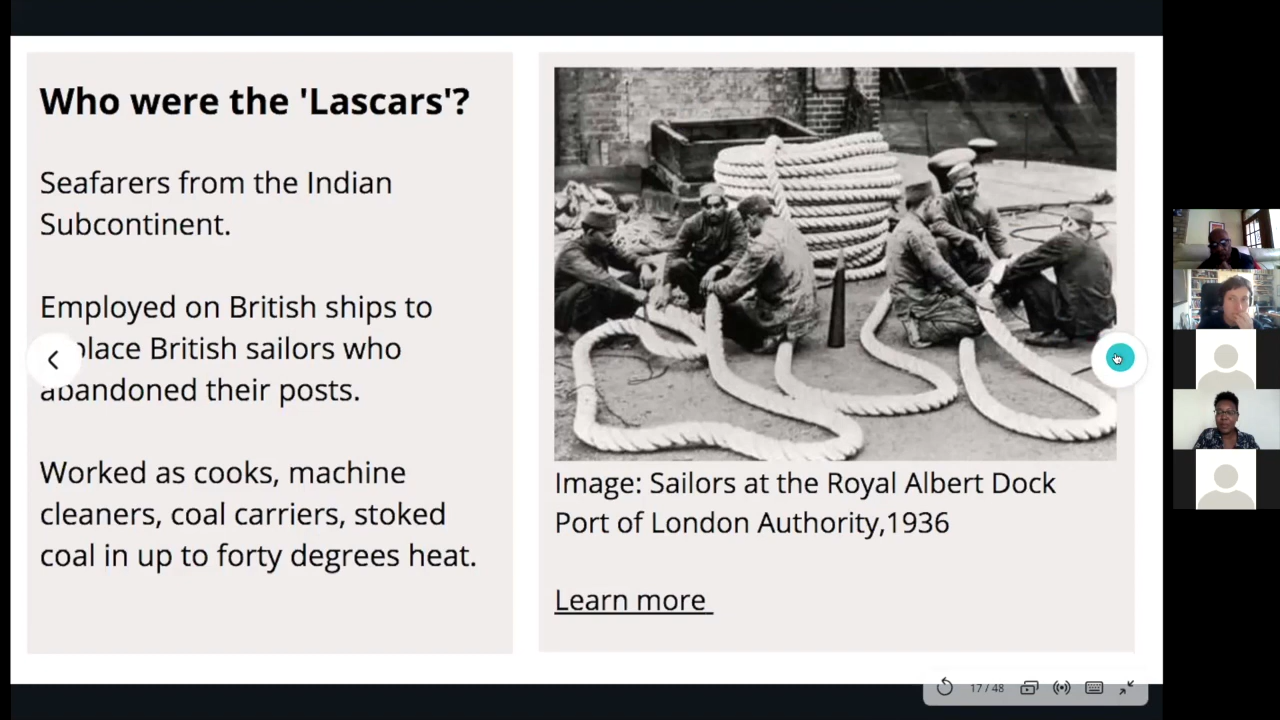 Who were the 'Lascars'?
Seafarers from the Indian
Subcontinent.
Employed on British ships to
place British sailors who
abandoned their posts.
Worked as cooks, machine
cleaners, coal carriers, stoked
coal in up to forty degrees heat.
Image: Sailors at the Royal Albert Dock
Port of London Authority,1936
Learn more
17 / 48